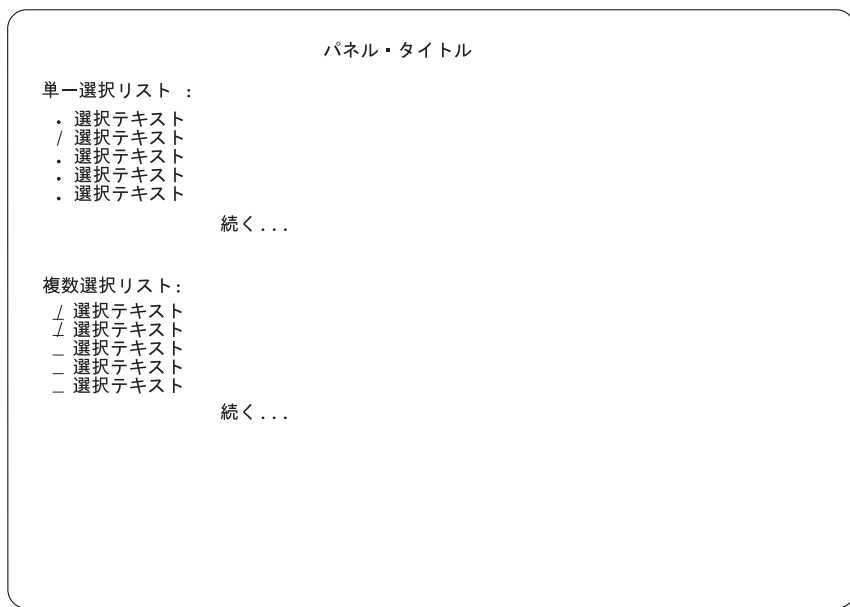 パネル・タイトル
単一選択リスト :
. 選択テキスト
/ 選択テキスト
. 選択テキスト
. 選択テキスト
. 選択テキスト
続く...
複数選択リスト:
/ 選択テキスト
/ 選択テキスト
_ 選択テキスト
_ 選択テキスト
_ 選択テキスト
続く...